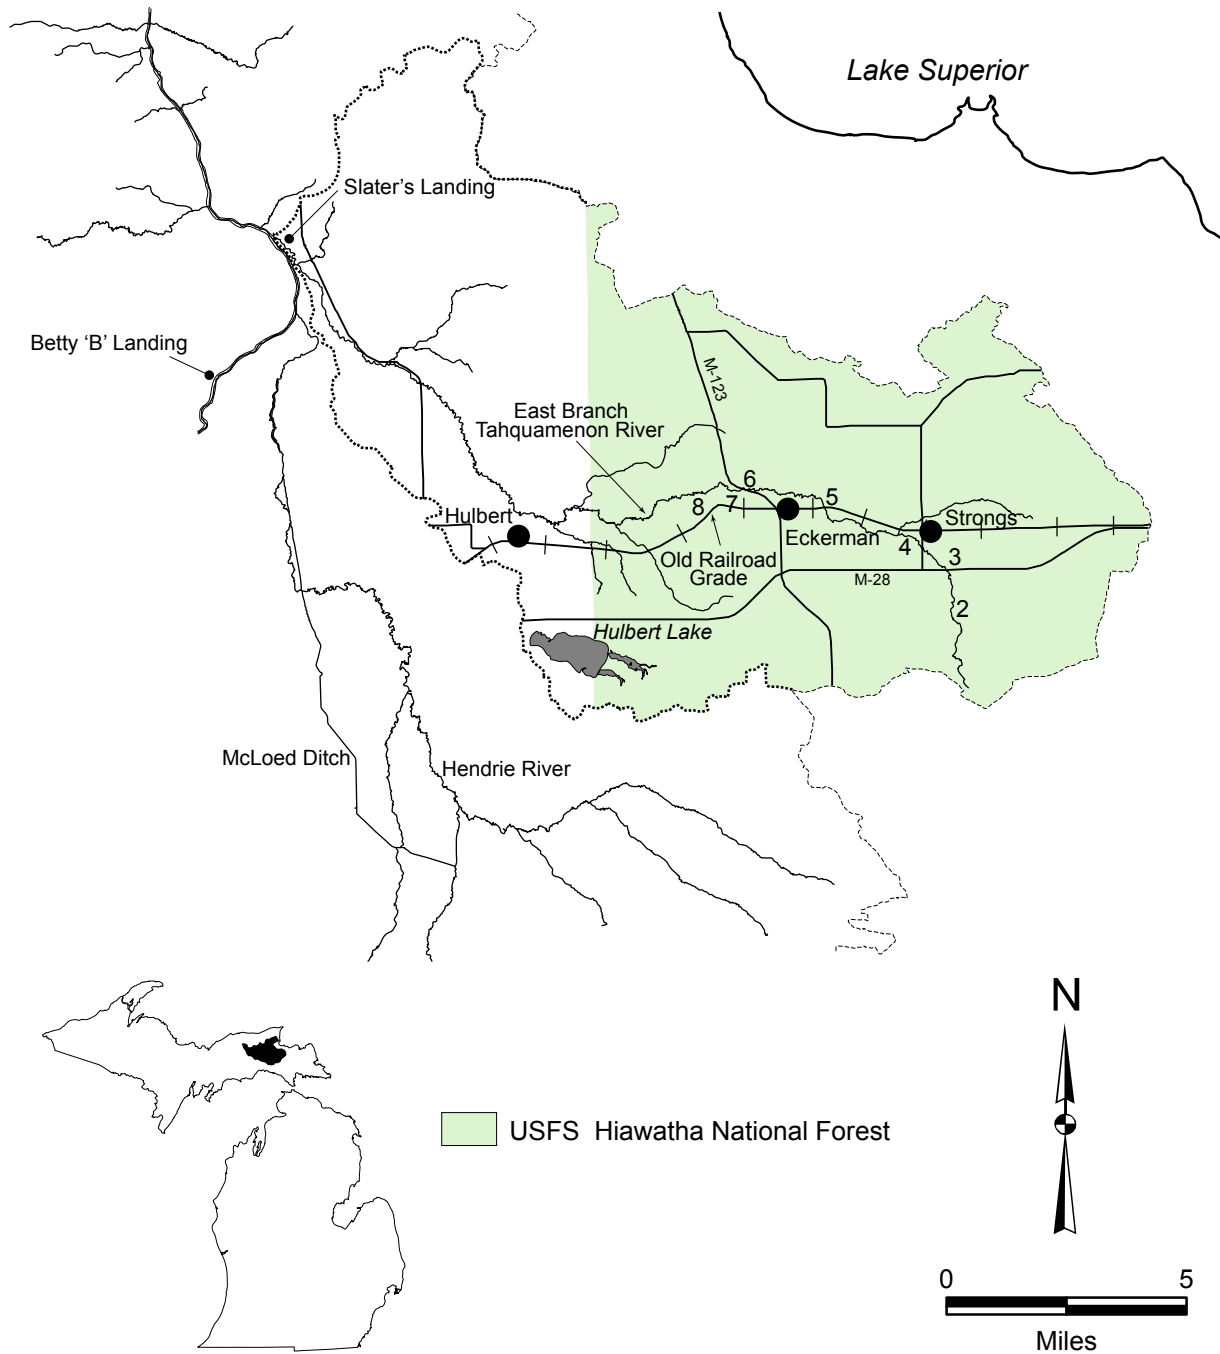 Lake Superior
Slater's Landing
Betty 'B' Landing
M-123
East Branch
Tahquamenon River
6
5
8
7
Hulbert
Strongs
Eckerman
4
3
Old Railroad
Grade
M-28
2
Hulbert Lake
McLoed Ditch
Hendrie River
N
USFS Hiawatha National Forest
0
5
Miles